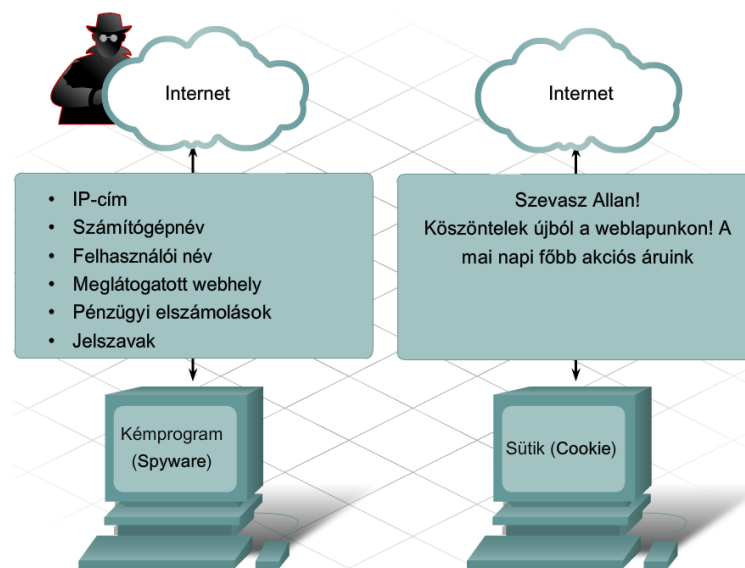 Internet
• IP-cím
• Számítógépnév
• Felhasználói név
• Meglátogatott webhely
• Pénzügyi elszámolások
• Jelszavak
Kémprogram
(Spyware)
Internet
Szevasz Allan!
Köszöntelek újból a weblapunkon! A
mai napi főbb akciós áruink
Sütik (Cookie)